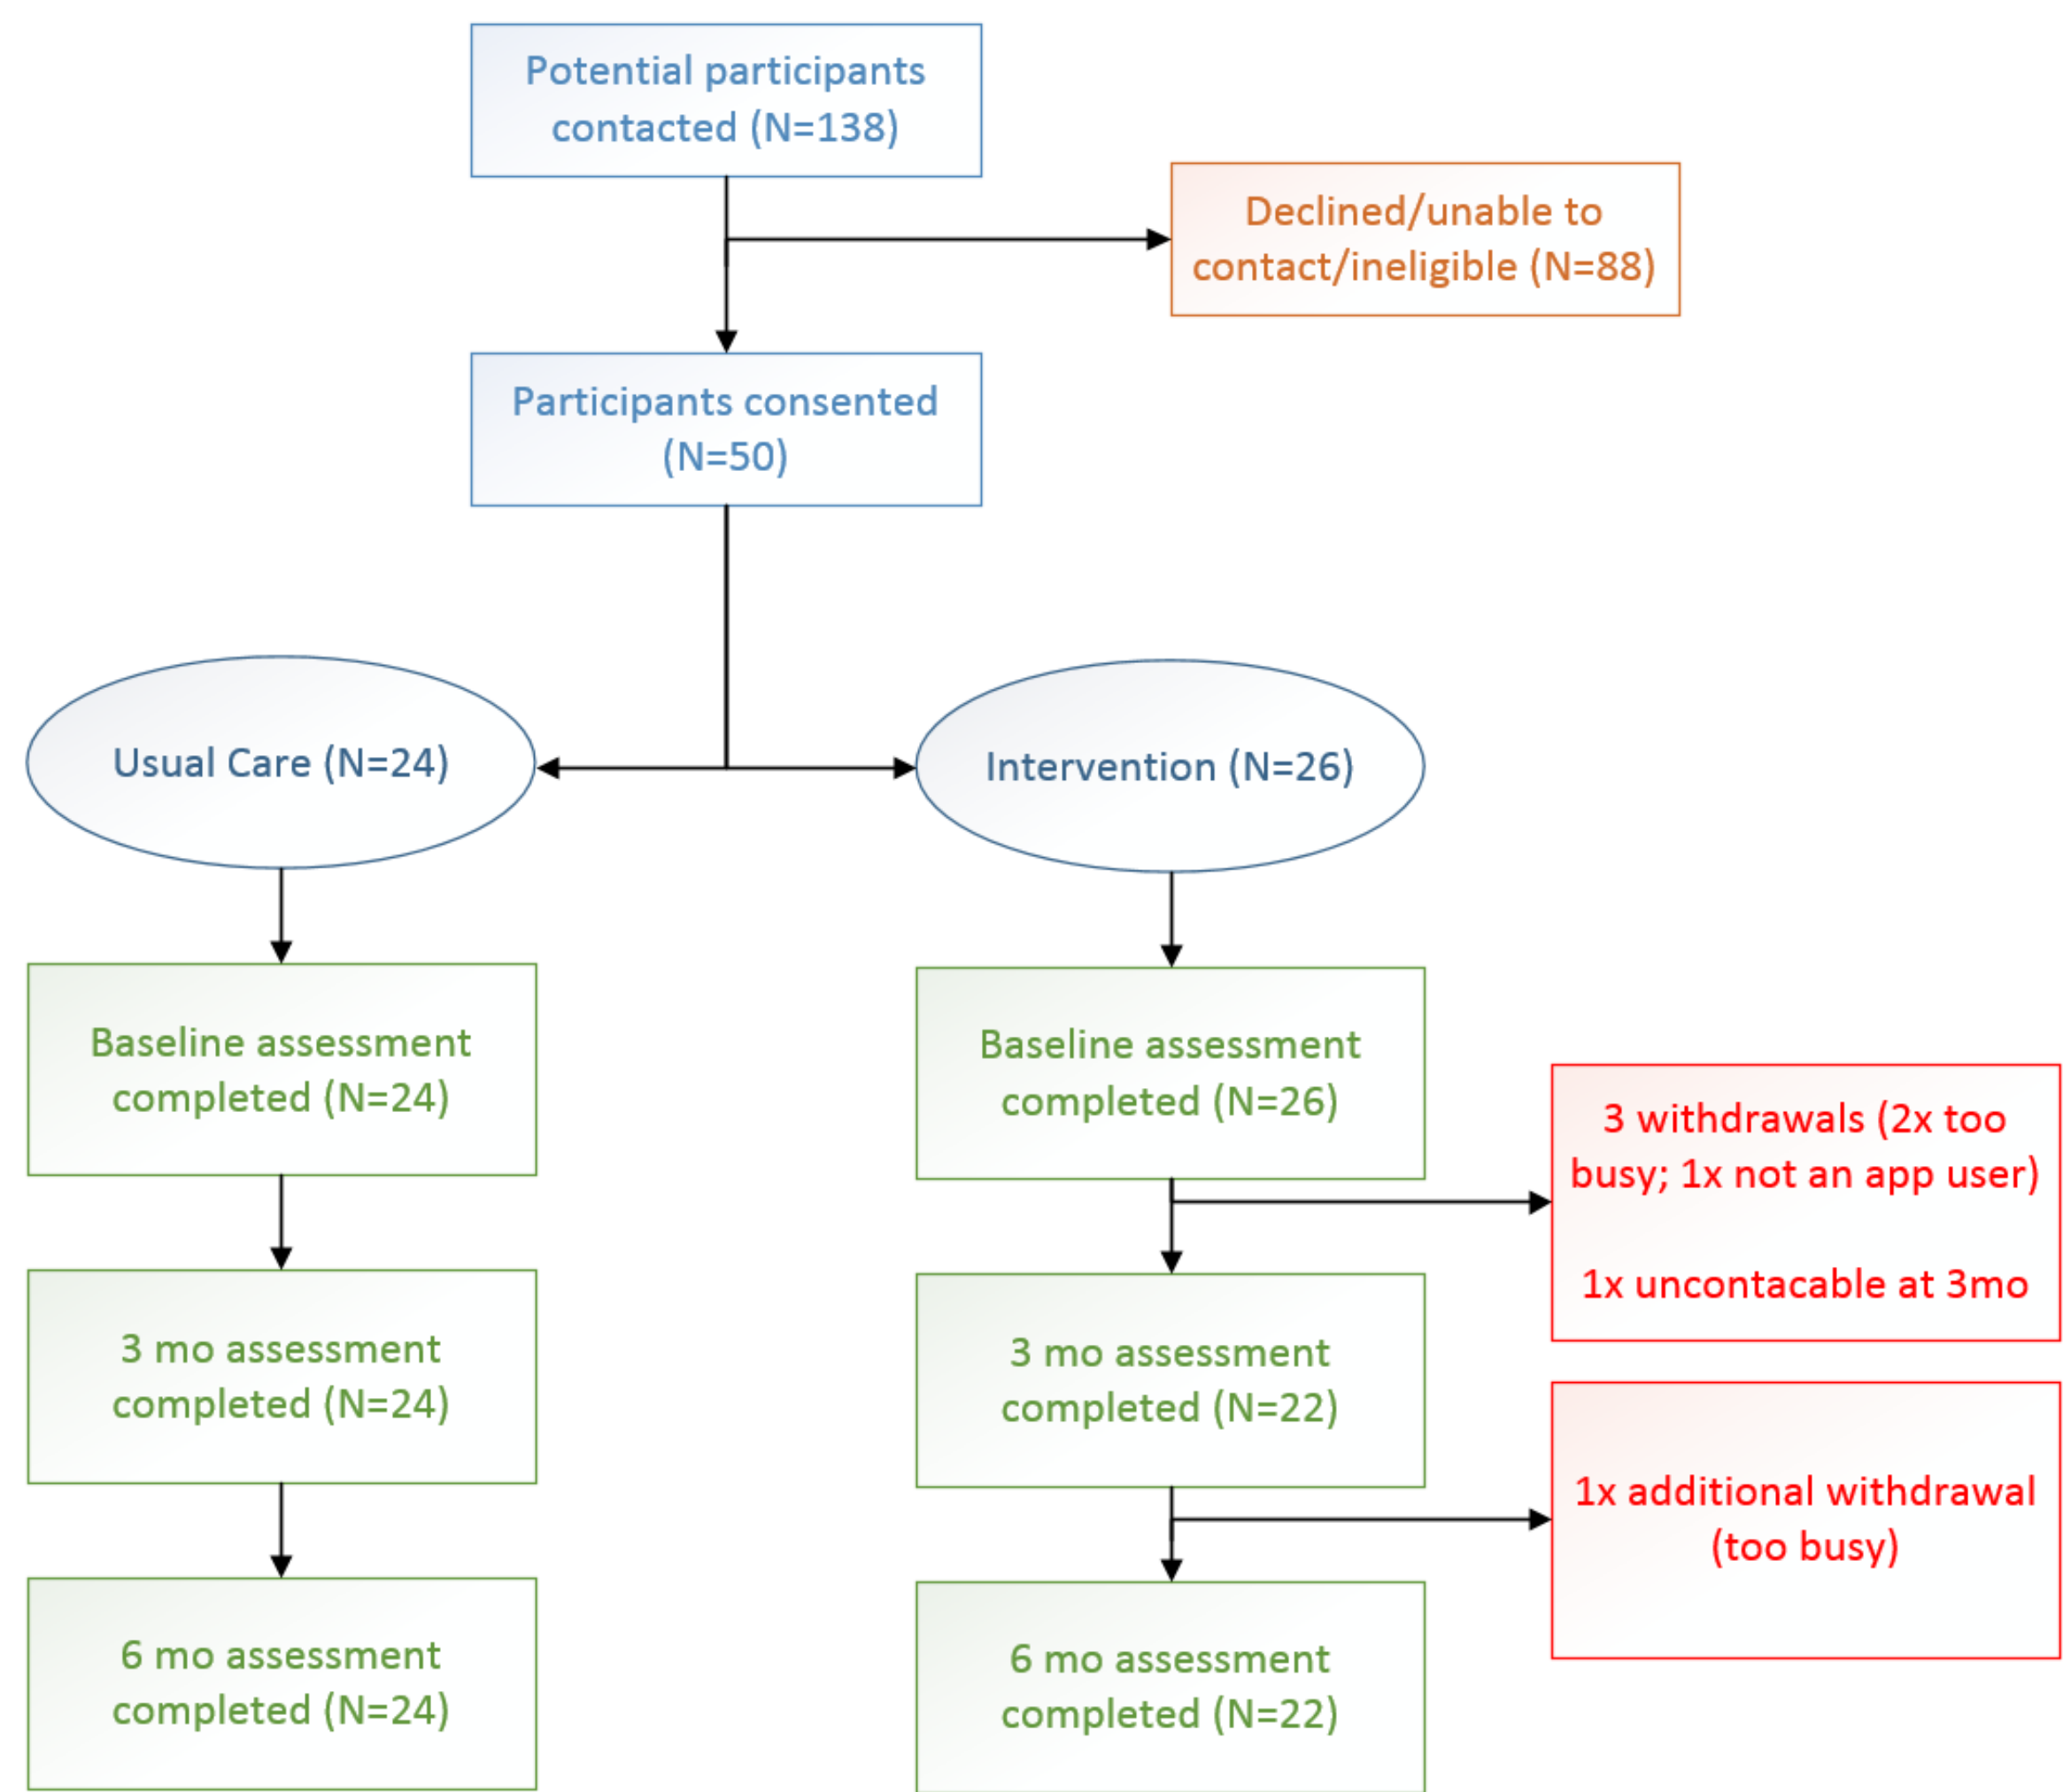 Potential participants
contacted (N=138)
Declined/unable to
contact/ineligible (N=88)
Participants consented
(N=50)
Usual Care (N=24)
Intervention (N=26)
Baseline assessment
completed (N=24)
Baseline assessment
completed (N=26)
3 withdrawals (2x too
busy; 1x not an app user)
1x uncontacable at 3mo
3 mo assessment
completed (N=24)
3 mo assessment
completed (N=22)
1x additional withdrawal
(too busy)
6 mo assessment
completed (N=24)
6 mo assessment
completed (N=22)